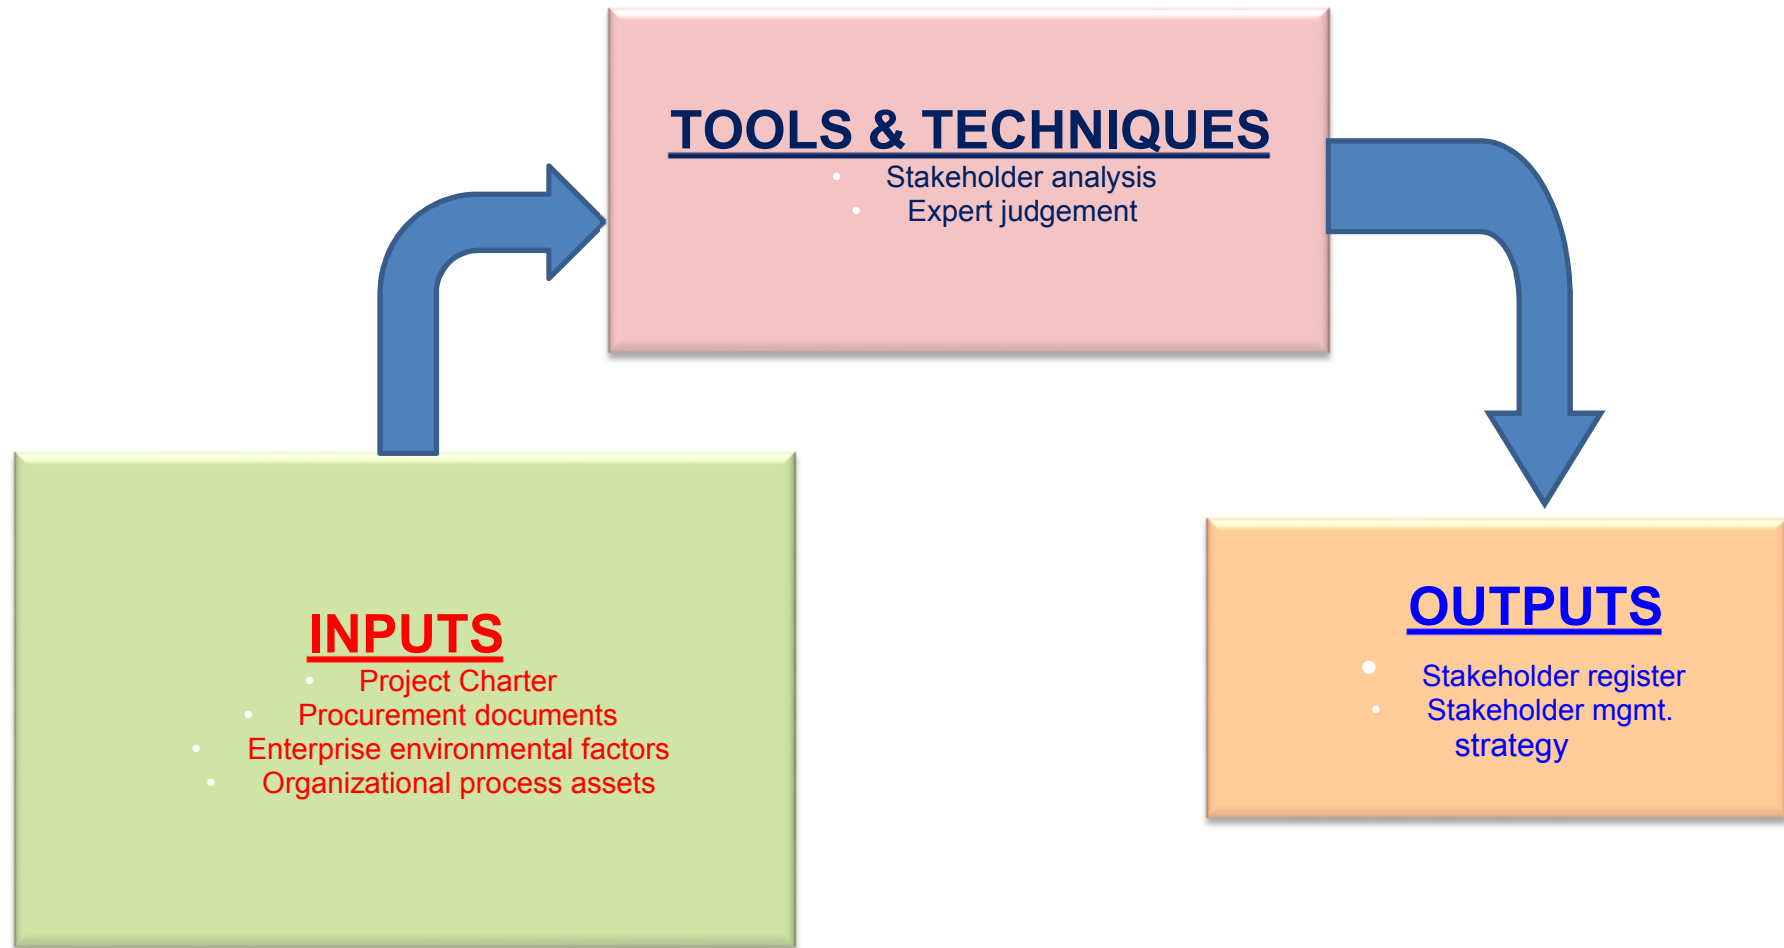 TOOLS & TECHNIQUES
• Stakeholder analysis
• Expert judgement
INPUTS
• Project Charter
• Procurement documents
• Enterprise environmental factors
• Organizational process assets
OUTPUTS
• Stakeholder register
• Stakeholder mgmt.
strategy